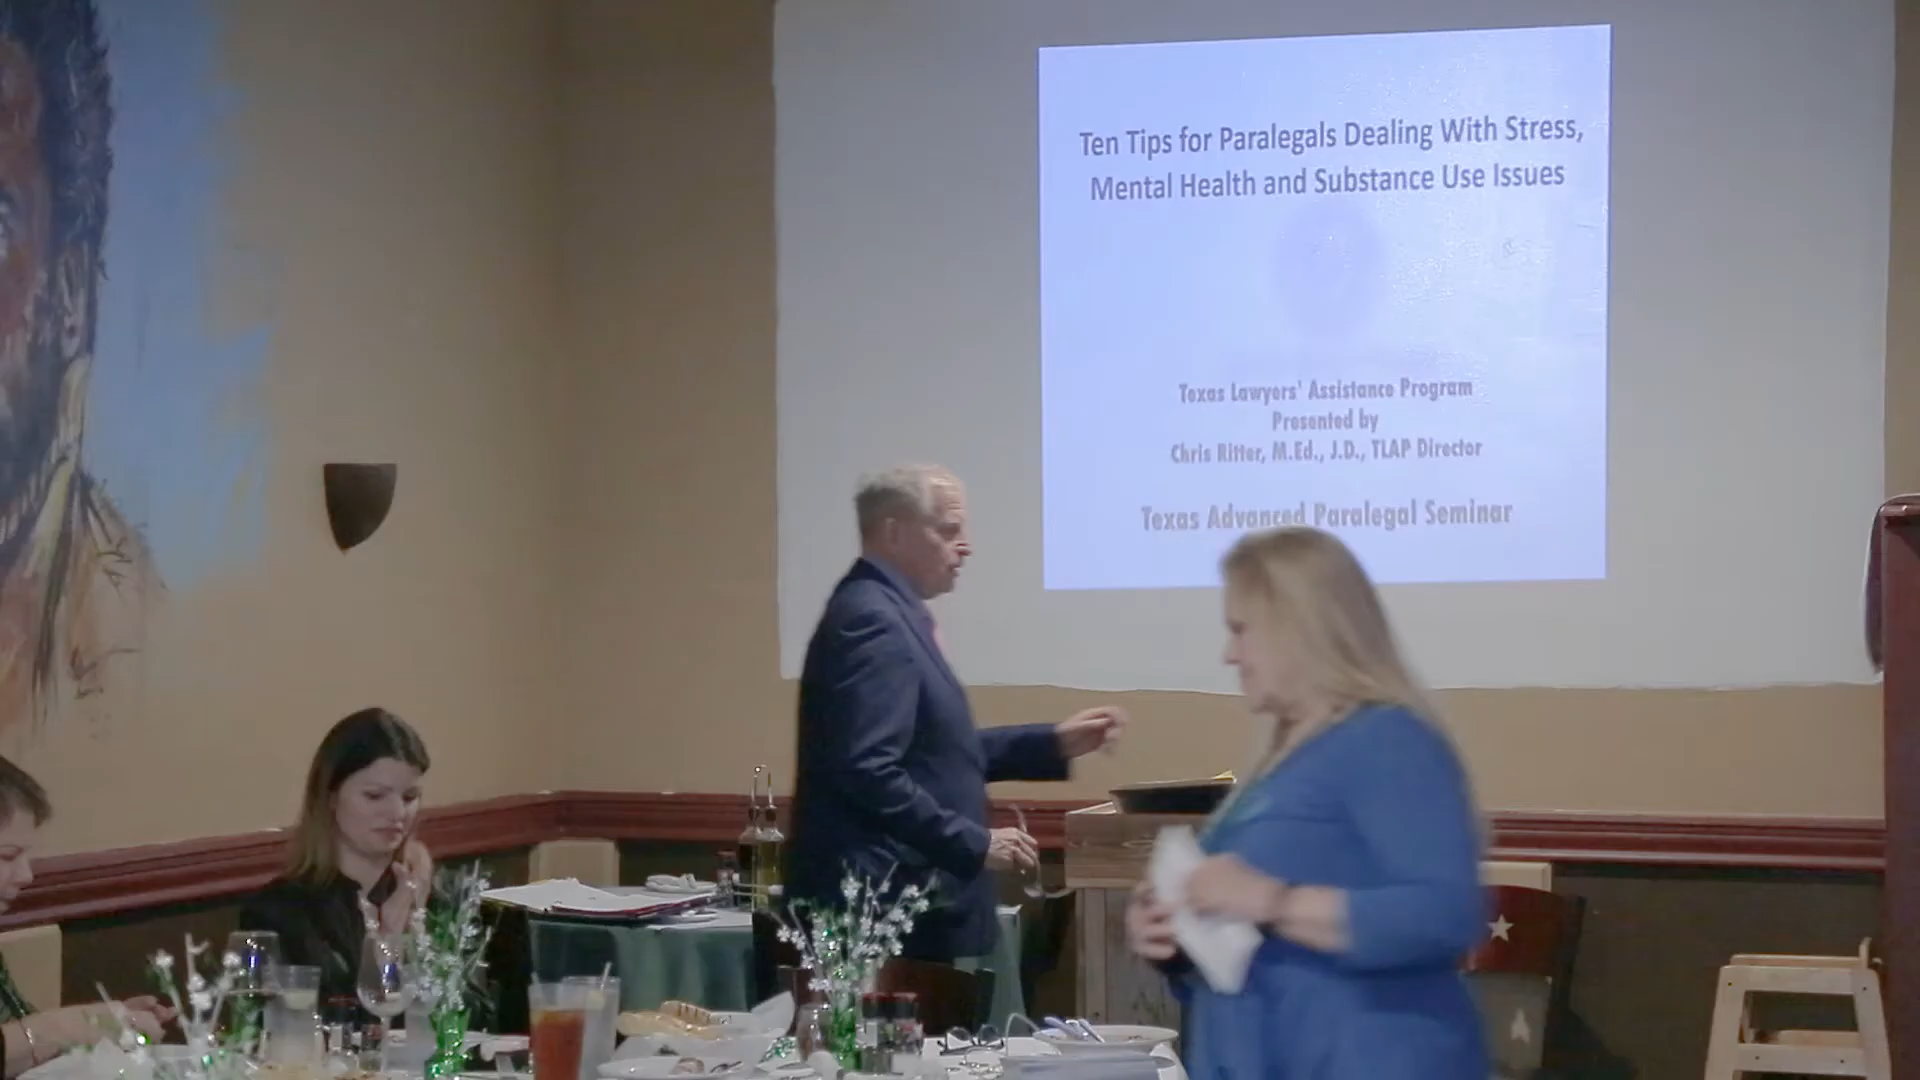 Ten Tips for Paralegals Dealing With Stress,
Mental Health and Substance Use Issues
Texas Lawyers' Assistance Program
Presented by
Chris Ritter, M.Ed., J.D., TLAP Director
Texas Advanced Paralegal Seminar